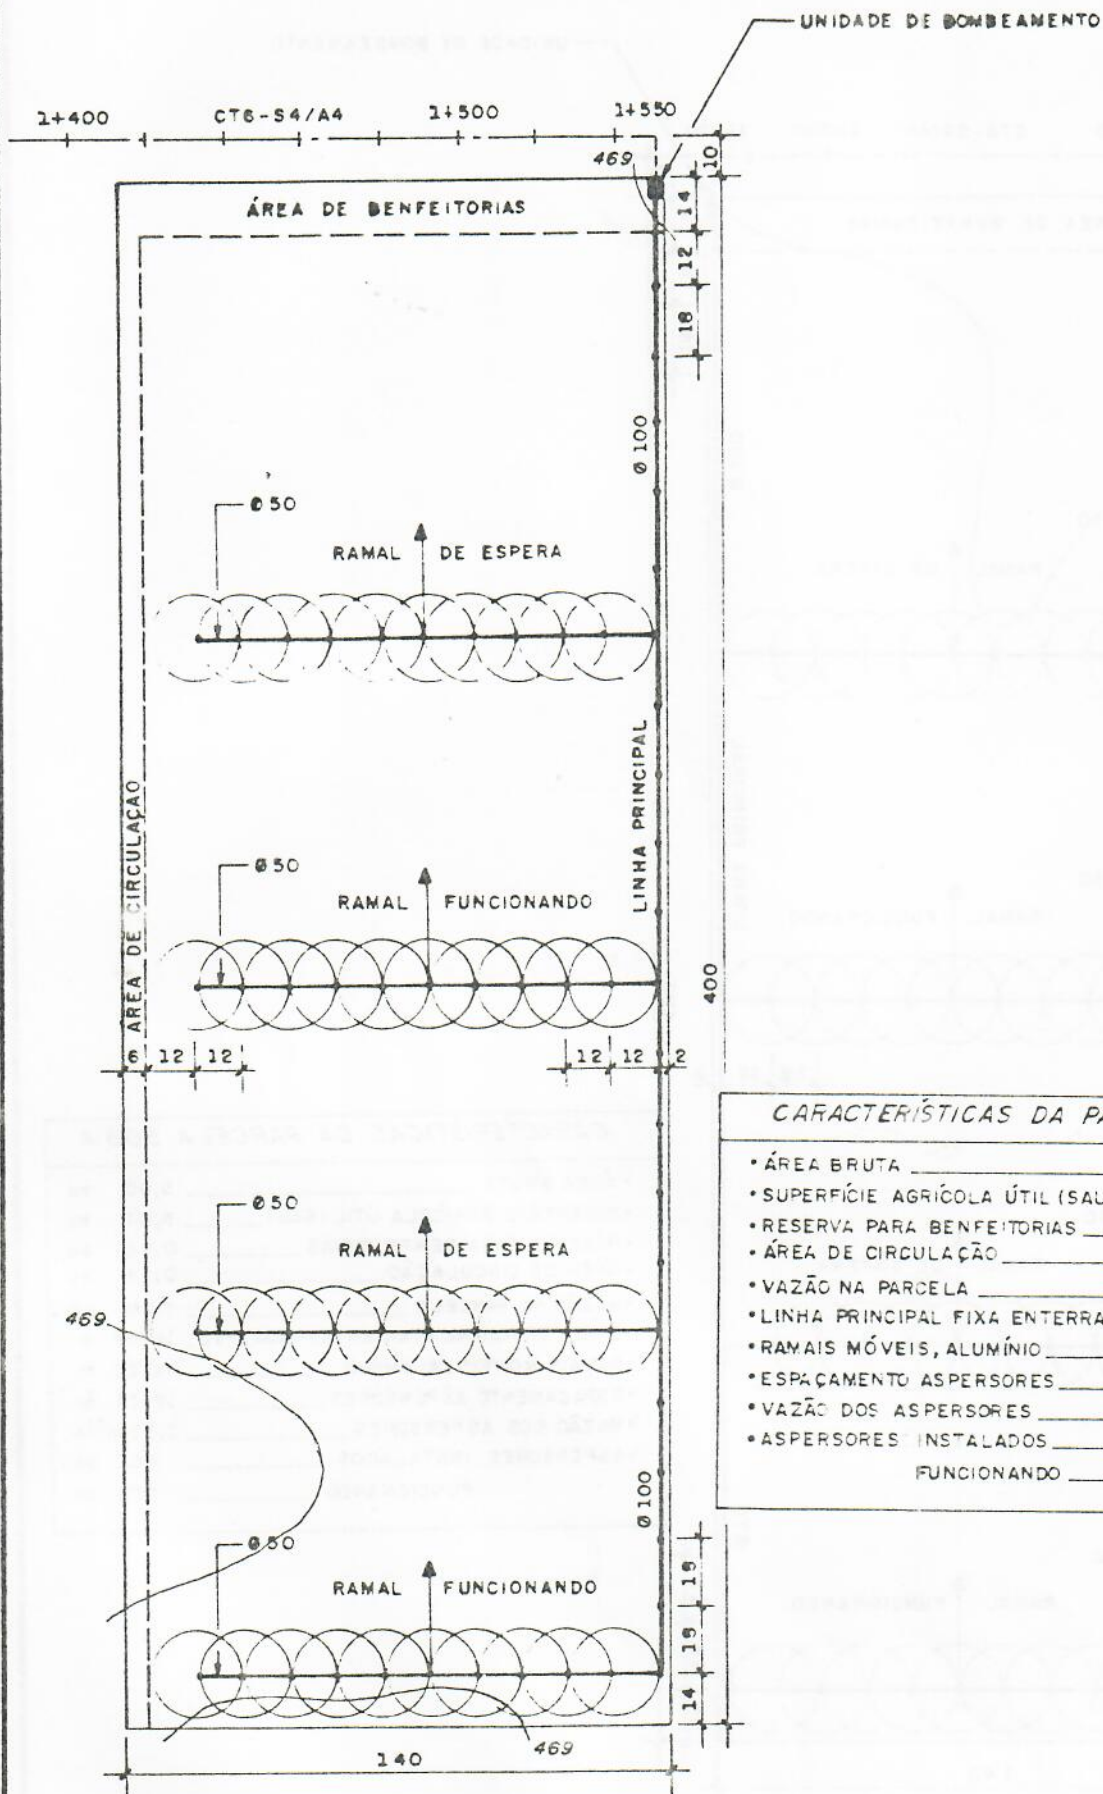 UNIDADE DE BOMBEAMENTO
1+400 CT6-S4/A4 1+500 1+550
469
10
ÁREA DE BENFEITORIAS
14
12
18
Ø 100
Ø 50
RAMAL DE ESPERA
LINHA PRINCIPAL
ÁREA DE CIRCULAÇÃO
Ø 50
RAMAL FUNCIONANDO
400
6 12 12 12 12 2
CARACTERÍSTICAS DA
• ÁREA BRUTA
• SUPERFÍCIE AGRÍCOLA ÚTIL (SAU
• RESERVA PARA BENFEITORIAS
• ÁREA DE CIRCULAÇÃO
• VAZÃO NA PARCELA
• LINHA PRINCIPAL FIXA ENTERRA
• RAMAIS MÓVEIS, ALUMÍNIO
• ESPAÇAMENTO ASPERSORES
• VAZÃO DOS ASPERSORES
• ASPERSORES INSTALADOS
FUNCIONANDO
Ø 50
RAMAL DE ESPERA
469
Ø 100
Ø 50
RAMAL FUNCIONANDO
18
18
14
469
140